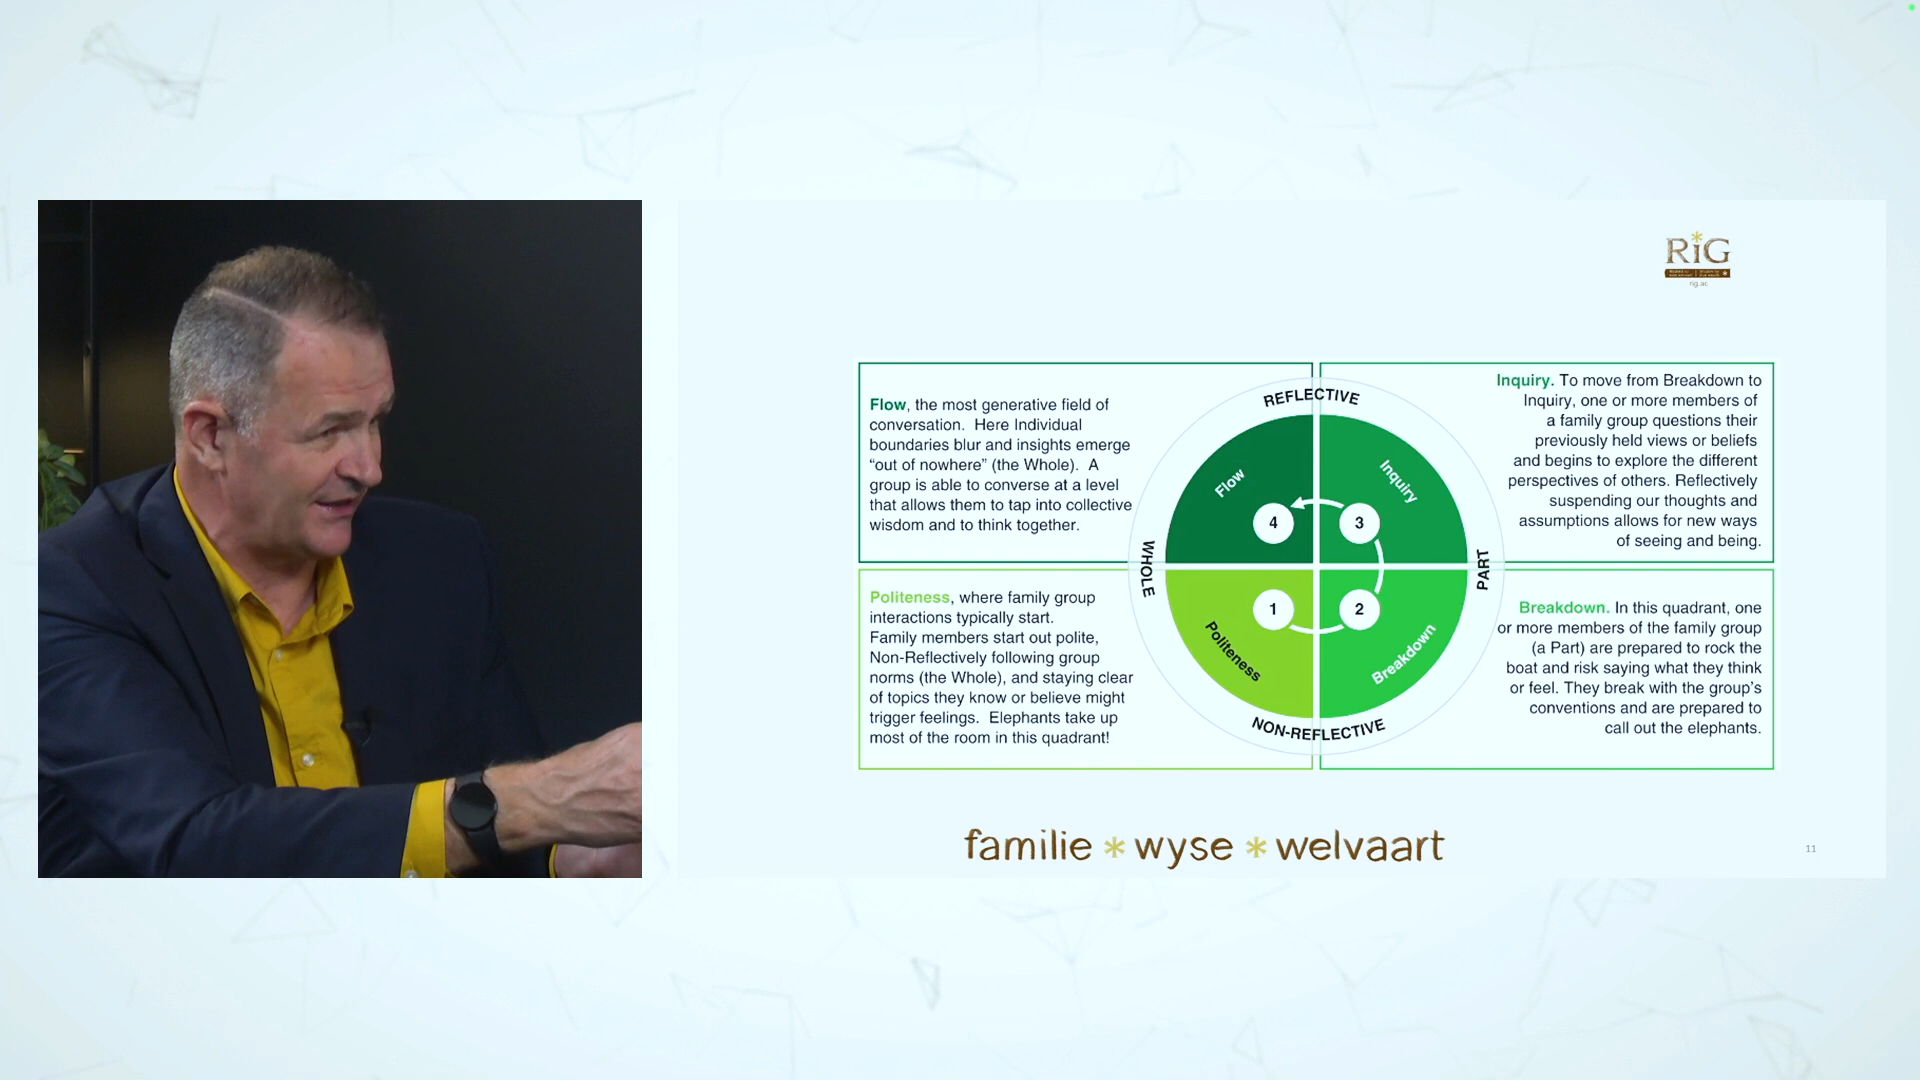 RiG
rig.ac
Flow, the most generative field of
conversation.  Here Individual
boundaries blur and insights emerge
“out of nowhere” (the Whole).  A
group is able to converse at a level
that allows them to tap into collective
wisdom and to think together.
Inquiry. To move from Breakdown to
Inquiry, one or more members of
a family group questions their
previously held views or beliefs
and begins to explore the different
perspectives of others. Reflectively
suspending our thoughts and
assumptions allows for new ways
of seeing and being.
REFLECTIVE
Flow
Inquiry
4
3
WHOLE
PART
1
2
Politeness
Breakdown
NON-REFLECTIVE
Politeness, where family group
interactions typically start.
Family members start out polite,
Non-Reflectively following group
norms (the Whole), and staying clear
of topics they know or believe might
trigger feelings.  Elephants take up
most of the room in this quadrant!
Breakdown. In this quadrant, one
or more members of the family group
(a Part) are prepared to rock the
boat and risk saying what they think
or feel. They break with the group’s
conventions and are prepared to
call out the elephants.
familie * wyse * welvaart
11